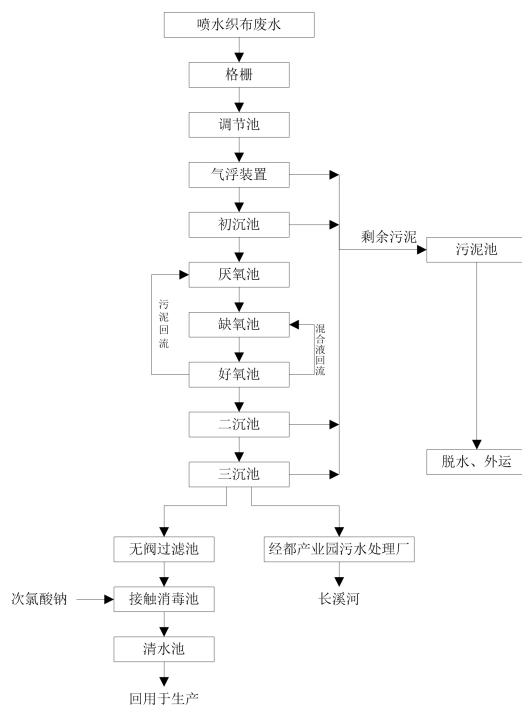 喷水织布废水
格栅
调节池
气浮装置
初沉池
剩余污泥
污泥池
厌氧池
污泥回流
缺氧池
混合液回流
好氧池
二沉池
三沉池
脱水、外运
无阀过滤池
经都产业园污水处理厂
次氯酸钠
接触消毒池
长溪河
清水池
回用于生产